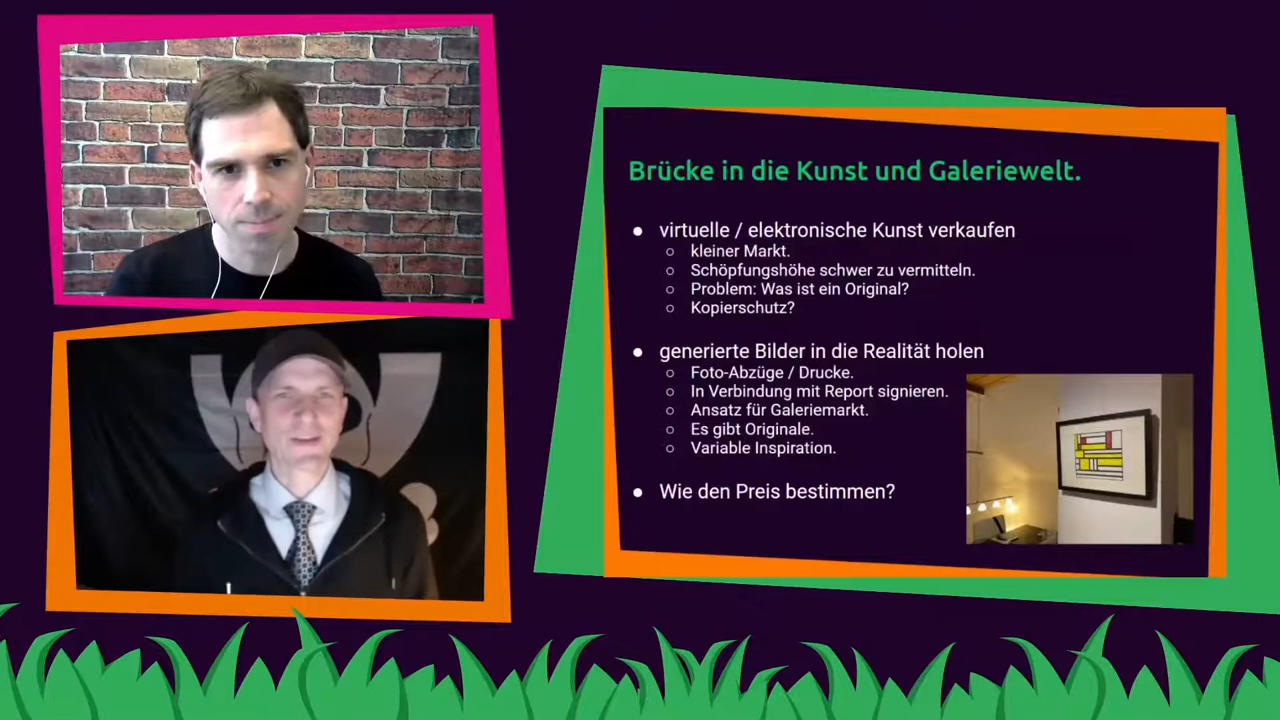 Brücke in die Kunst und Galeriewelt.
virtuelle / elektronische Kunst verkaufen
kleiner Markt.
Schöpfungshöhe schwer zu vermitteln.
Problem: Was ist ein Original?
Kopierschutz?
generierte Bilder in die Realität holen
Foto-Abzüge / Drucke.
In Verbindung mit Report signieren.
Ansatz für Galeriemarkt.
Es gibt Originale.
Variable Inspiration.
Wie den Preis bestimmen?